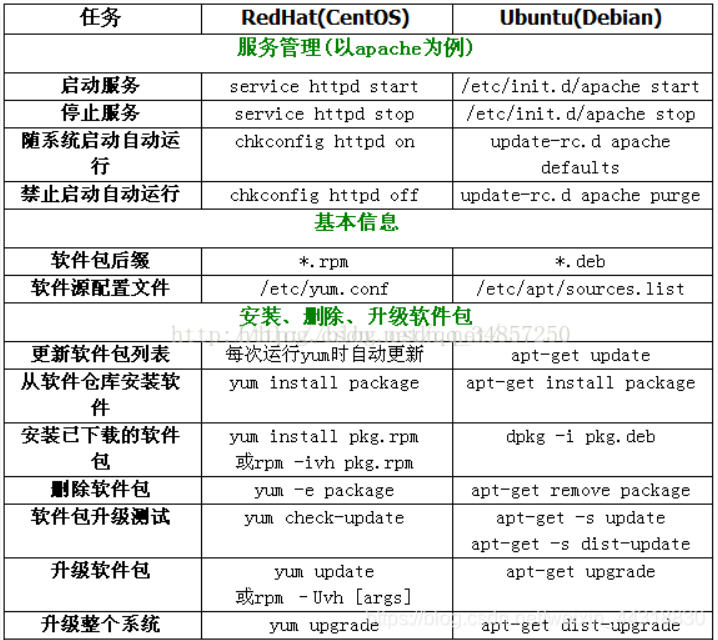 任务 RedHat(CentOS) Ubuntu(Debian)
服务管理(以apache为例)
启动服务 service httpd start /etc/init.d/apache start
停止服务 service httpd stop /etc/init.d/apache stop
随系统启动自动运 chkconfig httpd on update-rc.d apache
行 defaults
禁止启动自动运行 chkconfig httpd off update-rc.d apache purge
基本信息
软件包后缀 *.rpm *.deb
软件源配置文件 /etc/yum.conf /etc/apt/sources.list
安装、删除、升级软件包
更新软件包列表 每次运行yum时自动更新 apt-get update
从软件仓库安装软 yum install package apt-get install package
件
安装已下载的软件 yum install pkg.rpm dpkg -i pkg.deb
包 或rpm -ivh pkg.rpm
删除软件包 yum -e package apt-get remove package
软件包升级测试 yum check-update apt-get -s update
apt-get -s dist-update
升级软件包 yum update apt-get upgrade
或rpm -Uvh [args]
升级整个系统 yum upgrade apt-get dist-upgrade